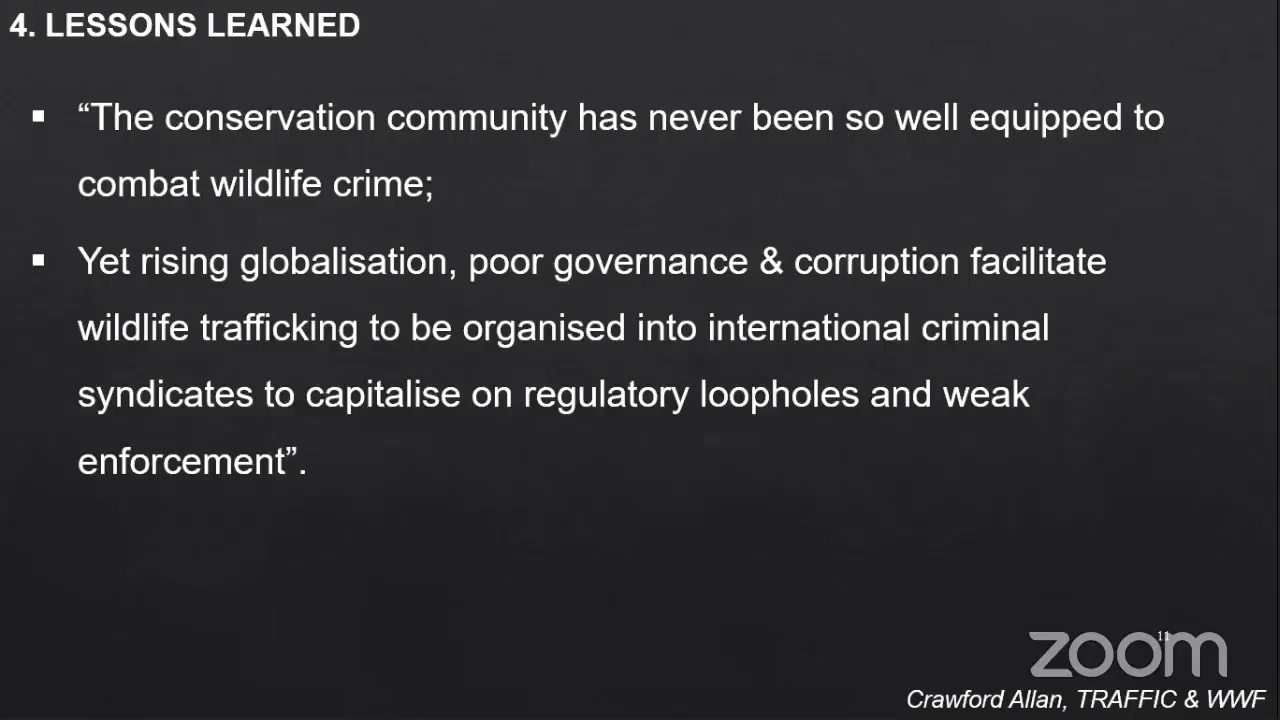 4. LESSONS LEARNED
▪ “The conservation community has never been so well equipped to
combat wildlife crime;
▪ Yet rising globalisation, poor governance & corruption facilitate
wildlife trafficking to be organised into international criminal
syndicates to capitalise on regulatory loopholes and weak
enforcement”.
11
zoom
Crawford Allan, TRAFFIC & WWF